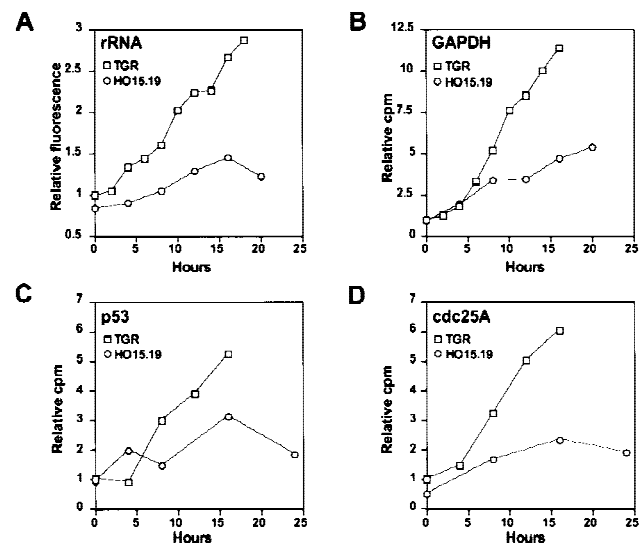 A
rRNA
TGR
HO15.19
Relative fluorescence
3
2.5
2
1.5
1
0.5
0 5 10 15 20 25
Hours
B
GAPDH
TGR
HO15.19
Relative cpm
12.5
10
7.5
5
2.5
0
0 5 10 15 20 25
Hours
C
p53
TGR
HO15.19
Relative cpm
7
6
5
4
3
2
1
0
0 5 10 15 20 25
Hours
D
cdc25A
TGR
HO15.19
Relative cpm
7
6
5
4
3
2
1
0
0 5 10 15 20 25
Hours